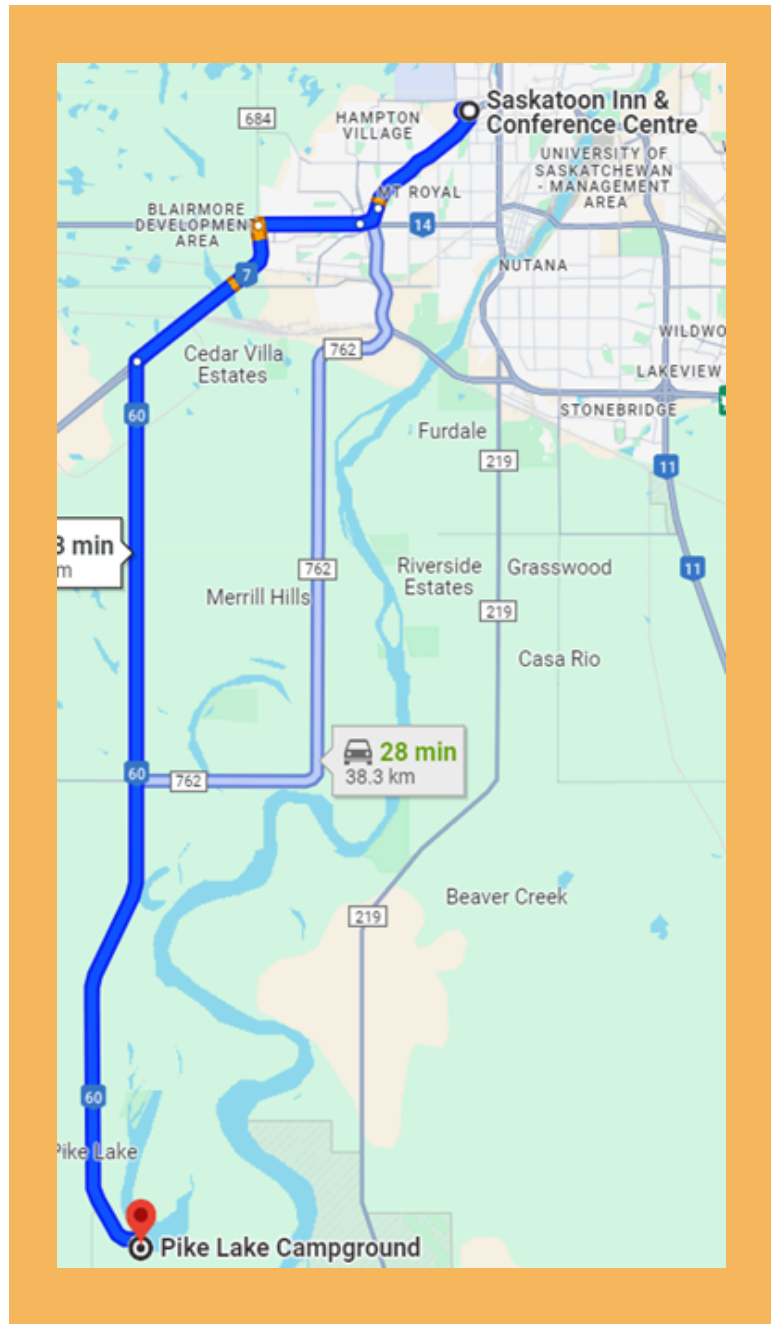 Saskatoon Inn &
Conference Centre
684
HAMPTON
VILLAGE
UNIVERSITY OF
SASKATCHEWAN
- MANAGEMENT
AREA
MT ROYAL
BLAIRMORE
DEVELOPMENT
AREA
14
7
NUTANA
WILDWO
762
Cedar Villa
Estates
LAKEVIEW
STONEBRIDGE
60
Furdale
219
11
3 min
m
762
Riverside
Estates
Grasswood
11
Merrill Hills
219
Casa Rio
28 min
38.3 km
60
762
Beaver Creek
219
60
Pike Lake
Pike Lake Campground